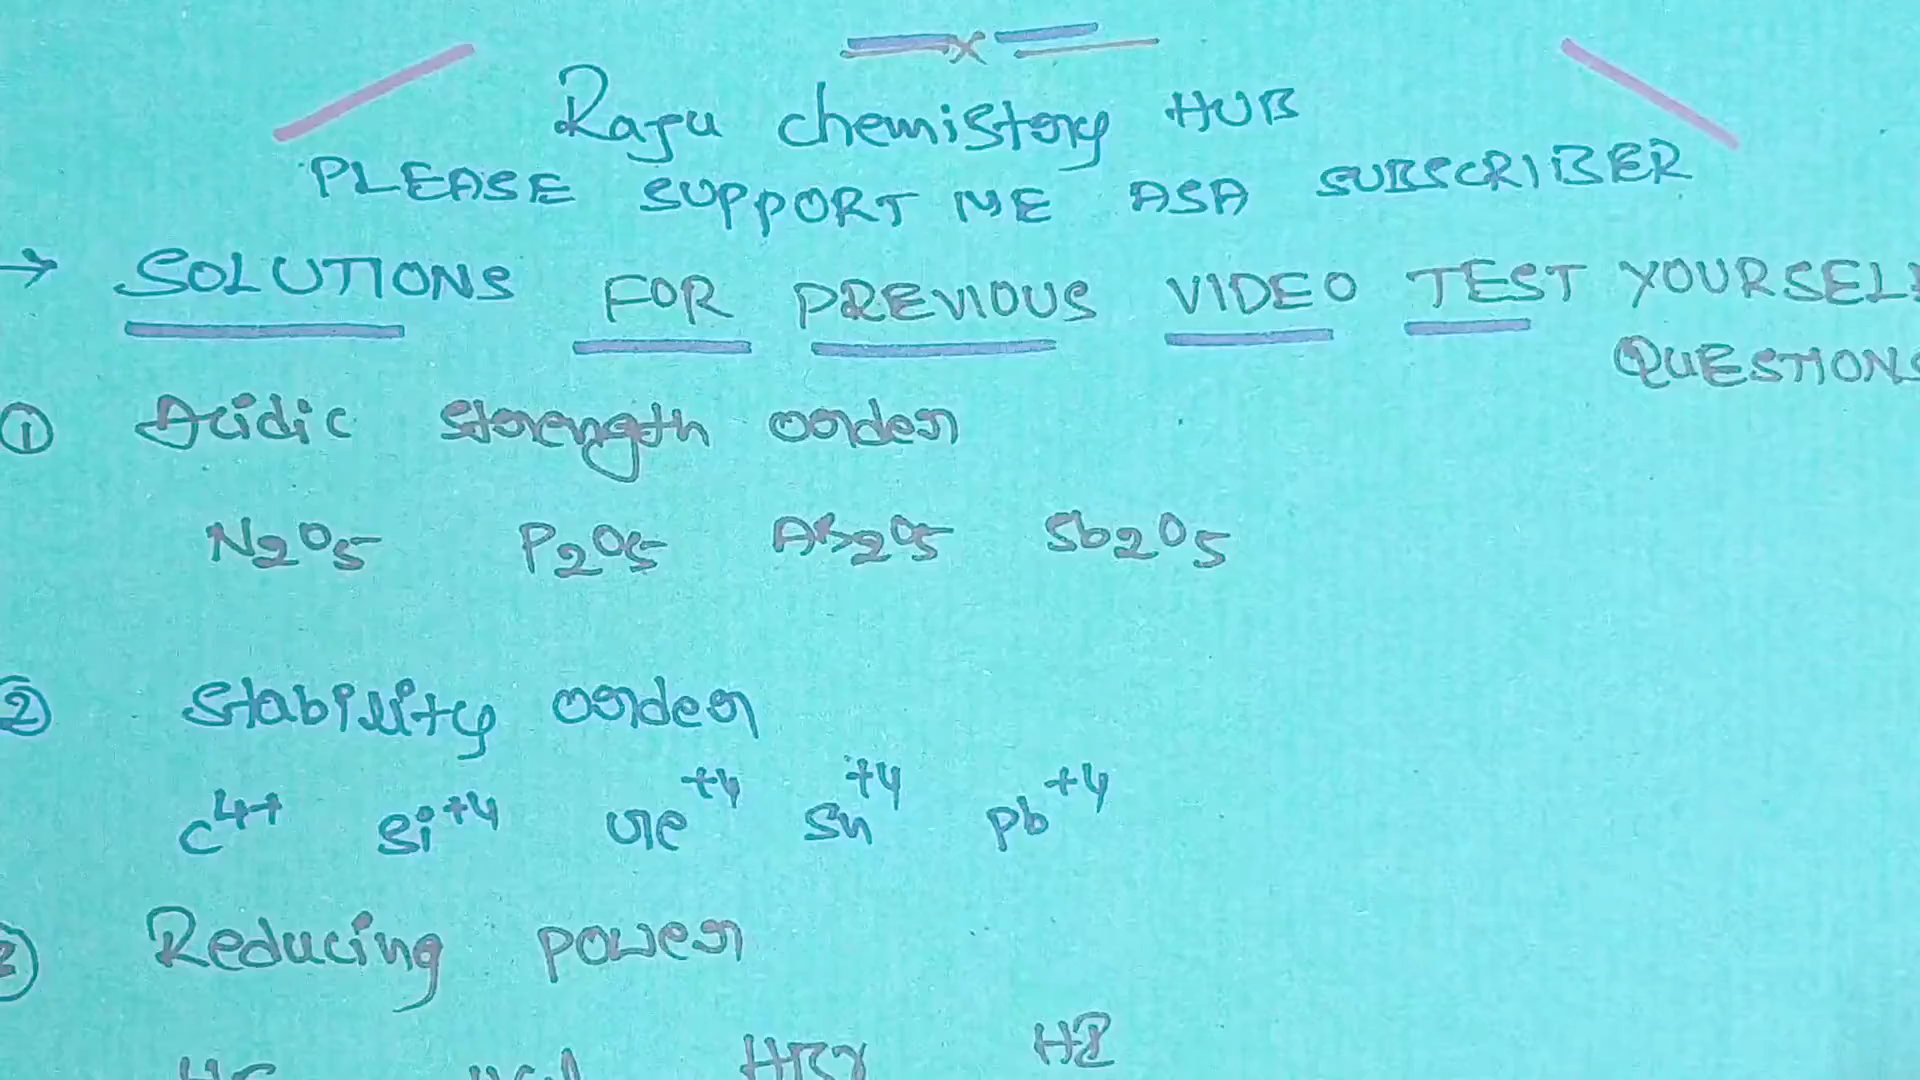 Raju chemistry HUB
PLEASE SUPPORT ME AS A SUBSCRIBER
→ SOLUTIONS FOR PREVIOUS VIDEO TEST YOURSELF
QUESTIONS
① Acidic strength order
N₂O₅ P₂O₅ As₂O₅ Sb₂O₅
② Stability order
C⁴⁺ Si⁺⁴ Ge⁺⁴ Sn⁺⁴ Pb⁺⁴
Reducing power
HBr HI